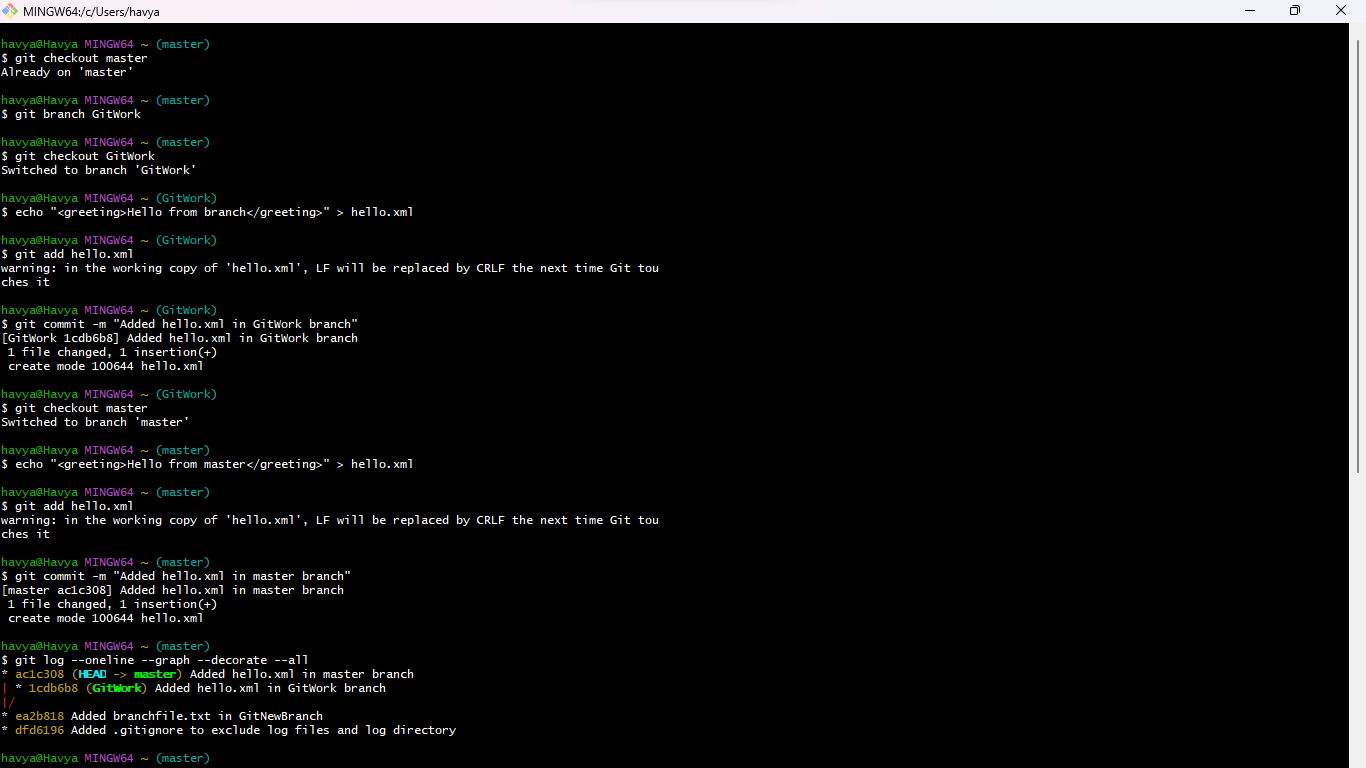 MINGW64:/c/Users/havya
havya@Havya MINGW64 ~ (master)
$ git checkout master
Already on 'master'
havya@Havya MINGW64 ~ (master)
$ git branch GitWork
havya@Havya MINGW64 ~ (master)
$ git checkout GitWork
Switched to branch 'GitWork'
havya@Havya MINGW64 ~ (GitWork)
$ echo "<greeting>Hello from branch</greeting>" > hello.xml
havya@Havya MINGW64 ~ (GitWork)
$ git add hello.xml
warning: in the working copy of 'hello.xml', LF will be replaced by CRLF the next time Git tou
ches it
havya@Havya MINGW64 ~ (GitWork)
$ git commit -m "Added hello.xml in GitWork branch"
[GitWork 1cdb6b8] Added hello.xml in GitWork branch
 1 file changed, 1 insertion(+)
 create mode 100644 hello.xml
havya@Havya MINGW64 ~ (GitWork)
$ git checkout master
Switched to branch 'master'
havya@Havya MINGW64 ~ (master)
$ echo "<greeting>Hello from master</greeting>" > hello.xml
havya@Havya MINGW64 ~ (master)
$ git add hello.xml
warning: in the working copy of 'hello.xml', LF will be replaced by CRLF the next time Git tou
ches it
havya@Havya MINGW64 ~ (master)
$ git commit -m "Added hello.xml in master branch"
[master ac1c308] Added hello.xml in master branch
 1 file changed, 1 insertion(+)
 create mode 100644 hello.xml
havya@Havya MINGW64 ~ (master)
$ git log --oneline --graph --decorate --all
* ac1c308 (HEAD -> master) Added hello.xml in master branch
| * 1cdb6b8 (GitWork) Added hello.xml in GitWork branch
|/
* ea2b818 Added branchfile.txt in GitNewBranch
* dfd6196 Added .gitignore to exclude log files and log directory
havya@Havya MINGW64 ~ (master)